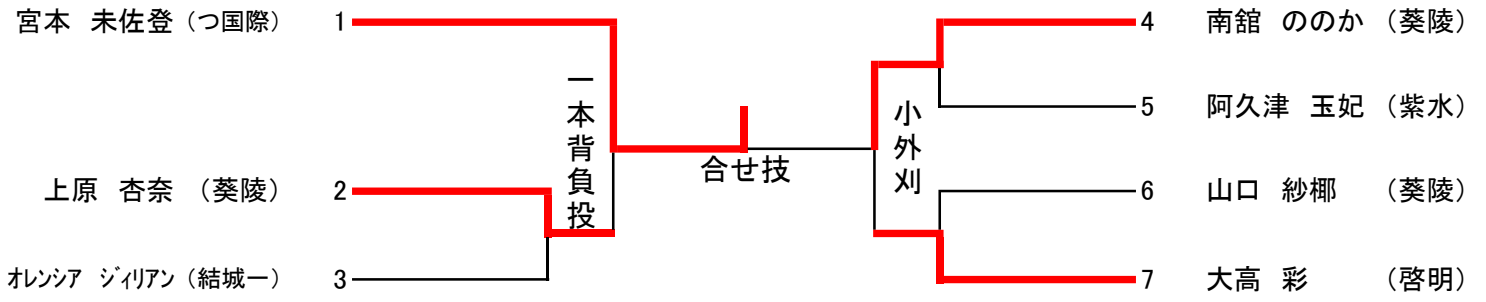 宮本 未佐登 (つ国際) 1
上原 杏奈 (葵陵) 2
オレンシア ジィリアン (結城一) 3
一本背負投
合せ技
小外刈
4 南舘 ののか (葵陵)
5 阿久津 玉妃 (紫水)
6 山口 紗椰 (葵陵)
7 大高 彩 (啓明)